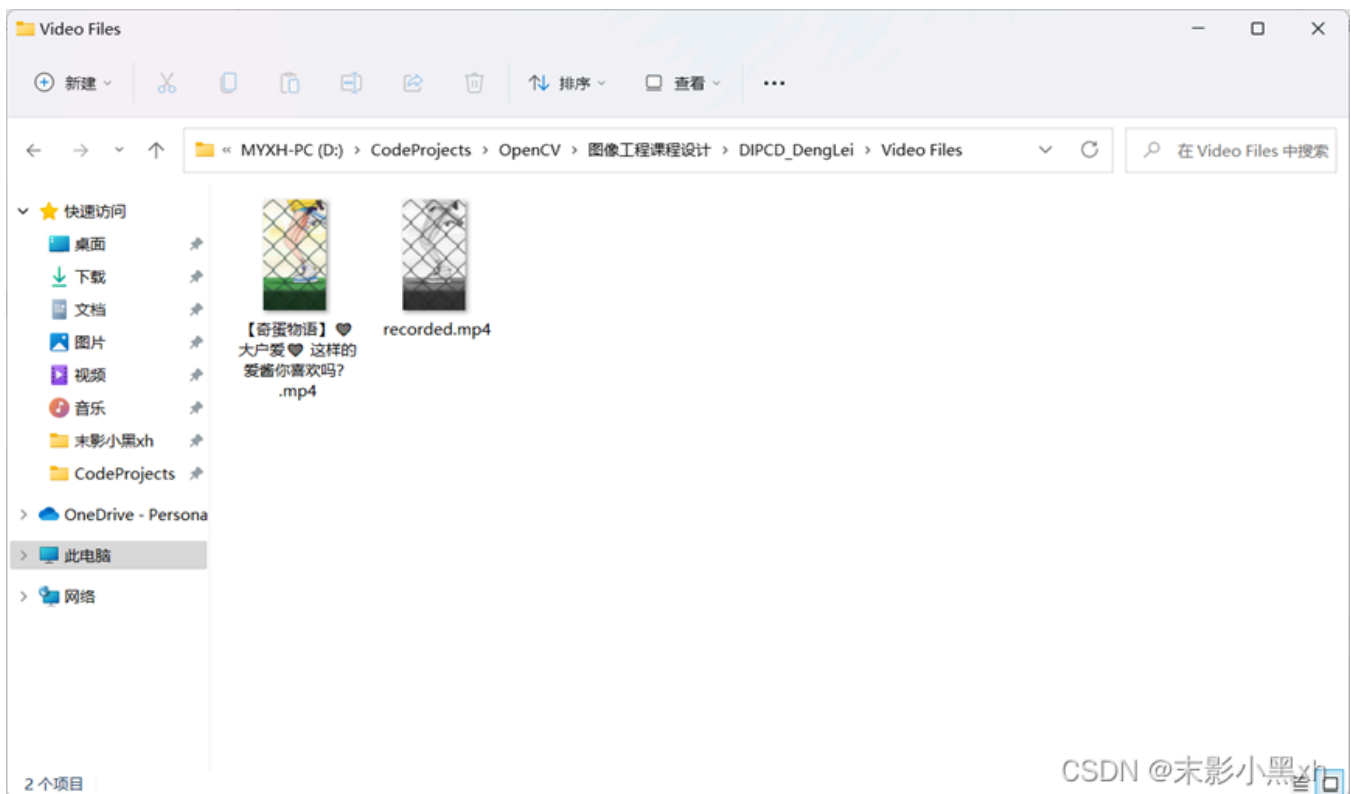 Video Files
新建
排序
查看
« MYXH-PC (D:) > CodeProjects > OpenCV > 图像工程课程设计 > DIPCD_DengLei > Video Files
在 Video Files 中搜索
快速访问
桌面
下载
文档
图片
视频
音乐
末影小黑xh
CodeProjects
OneDrive - Persona
此电脑
网络
【奇蛋物语】🖤
大户爱🖤 这样的
爱酱你喜欢吗?
.mp4
recorded.mp4
2 个项目
CSDN @末影小黑xh